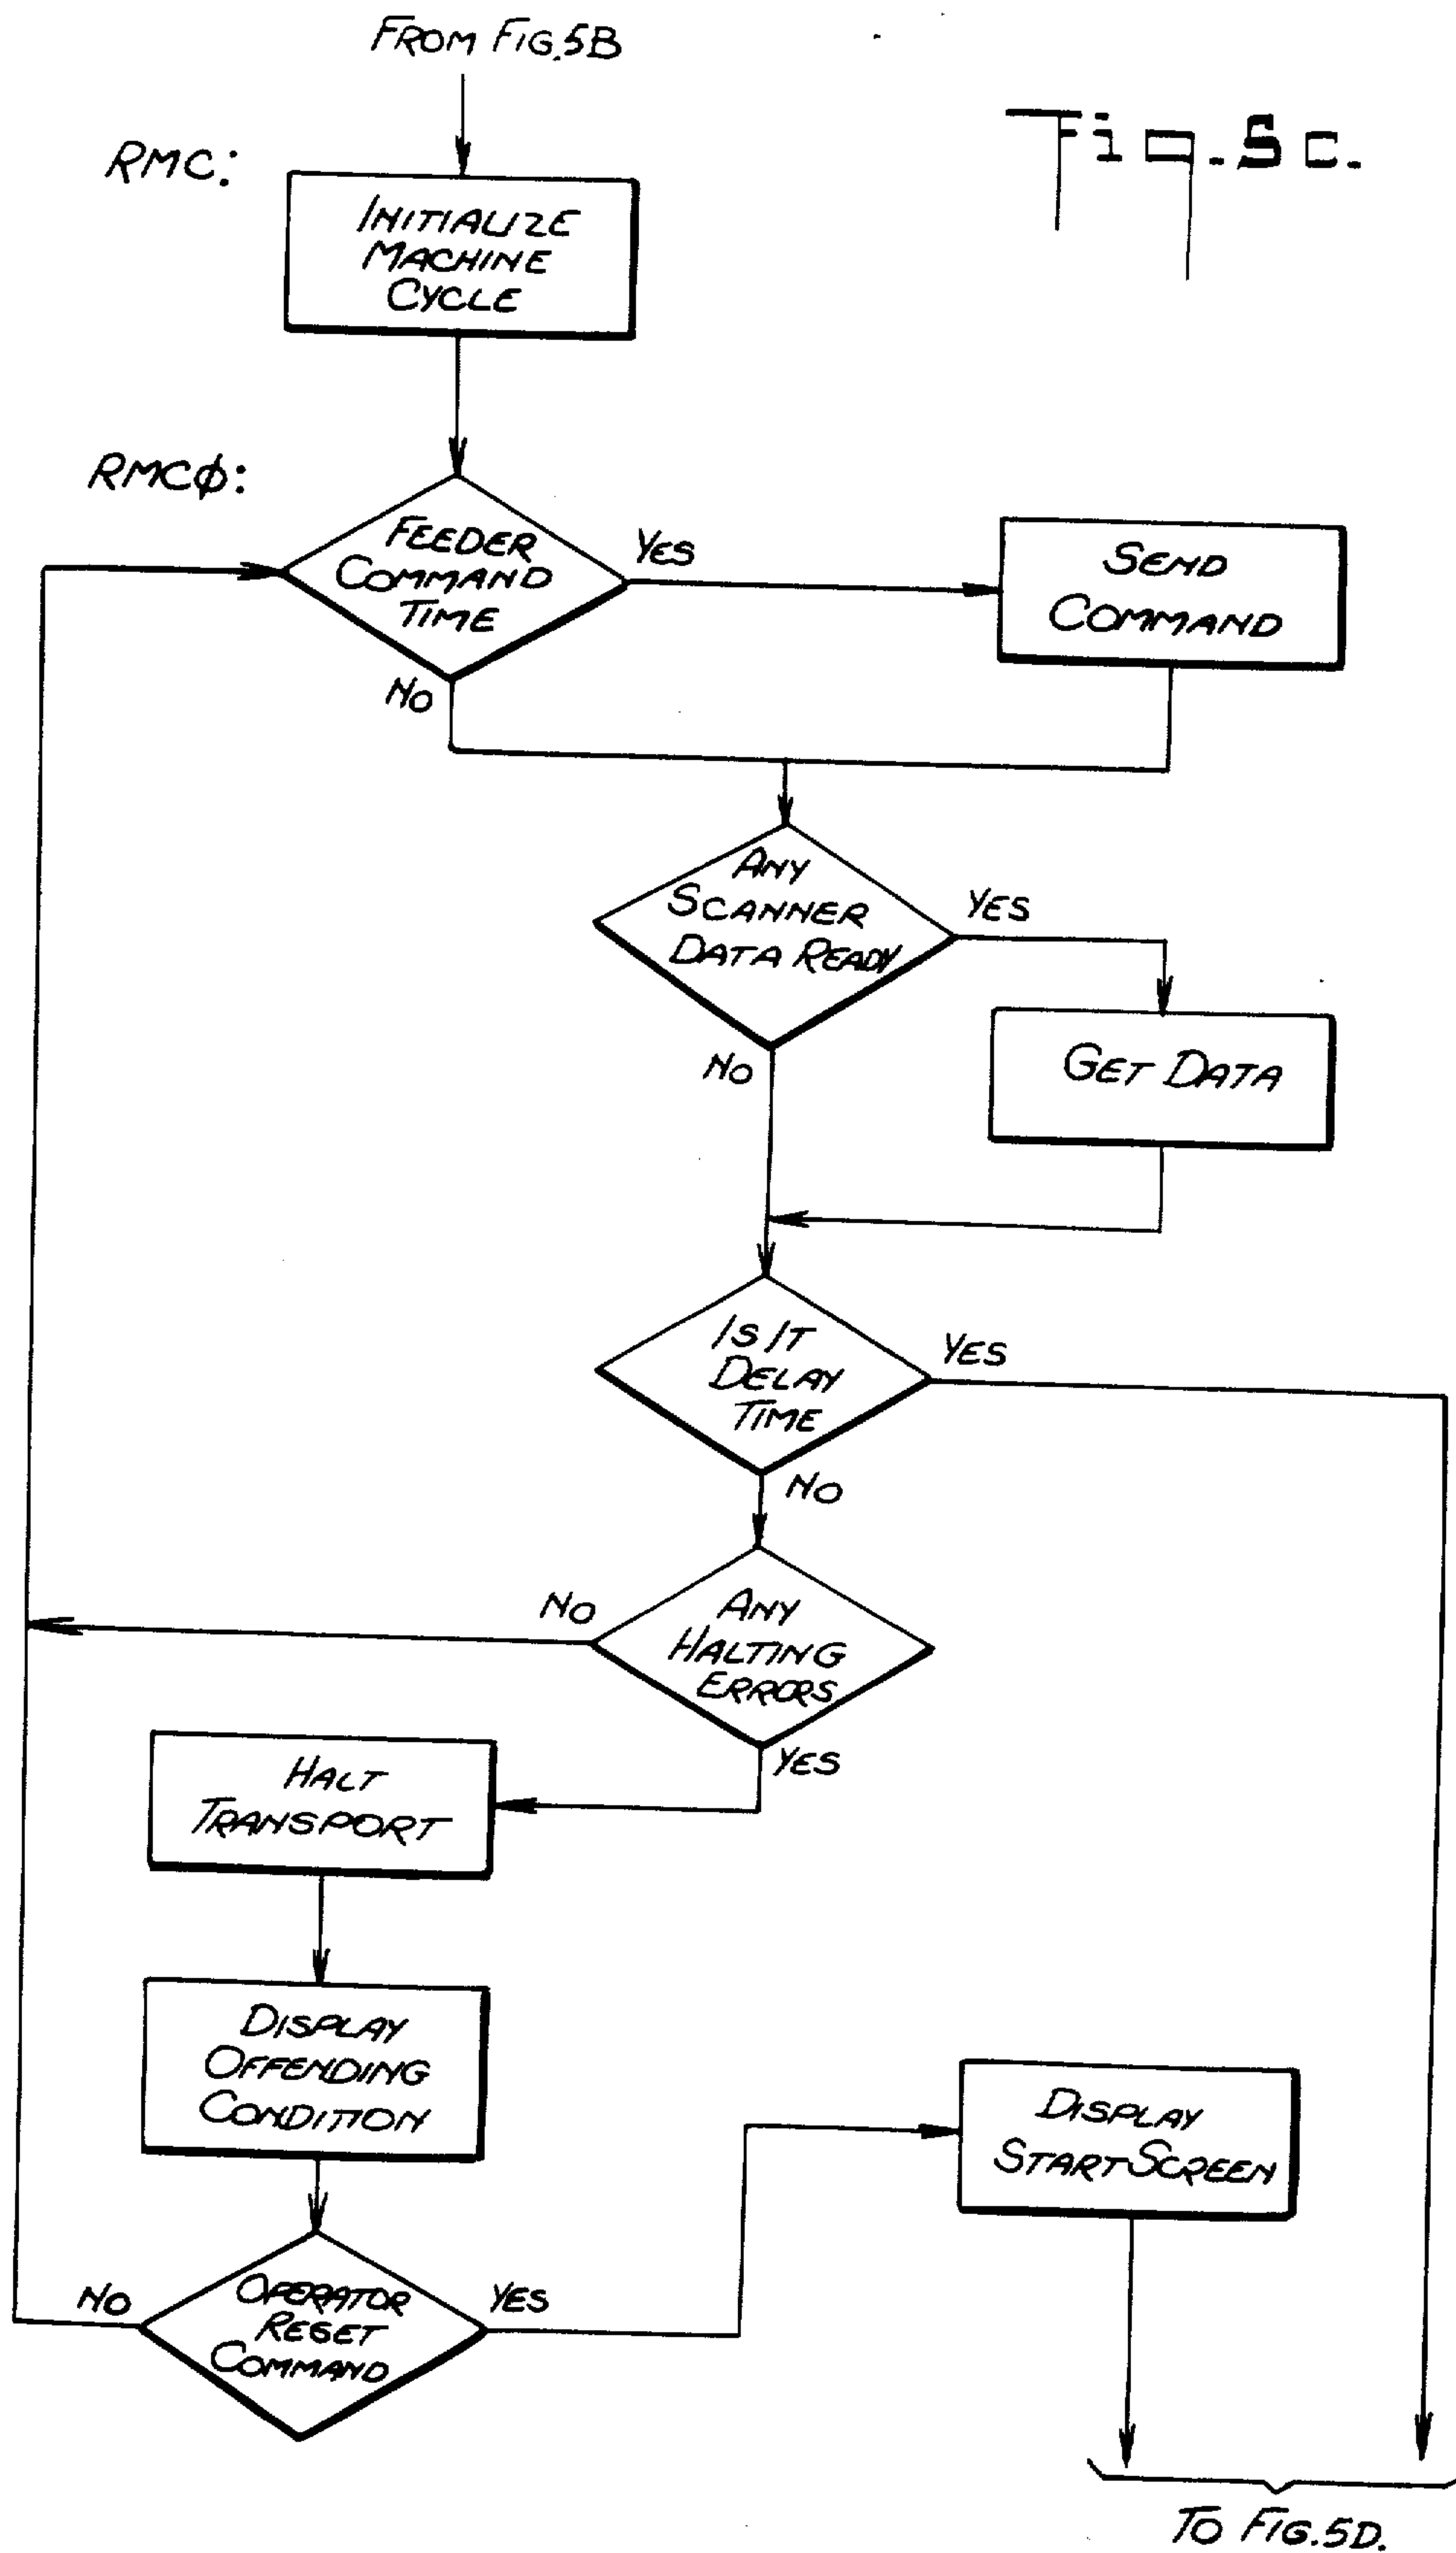 FROM FIG. 5B
Fig. 5c.
RMC:
INITIALIZE
MACHINE
CYCLE
RMCϕ:
FEEDER
COMMAND
TIME
YES
SEND
COMMAND
NO
ANY
SCANNER
DATA READY
YES
NO
GET DATA
IS IT
DELAY
TIME
YES
NO
ANY
HALTING
ERRORS
NO
YES
HALT
TRANSPORT
DISPLAY
OFFENDING
CONDITION
DISPLAY
START SCREEN
OPERATOR
RESET
COMMAND
NO
YES
TO FIG. 5D.